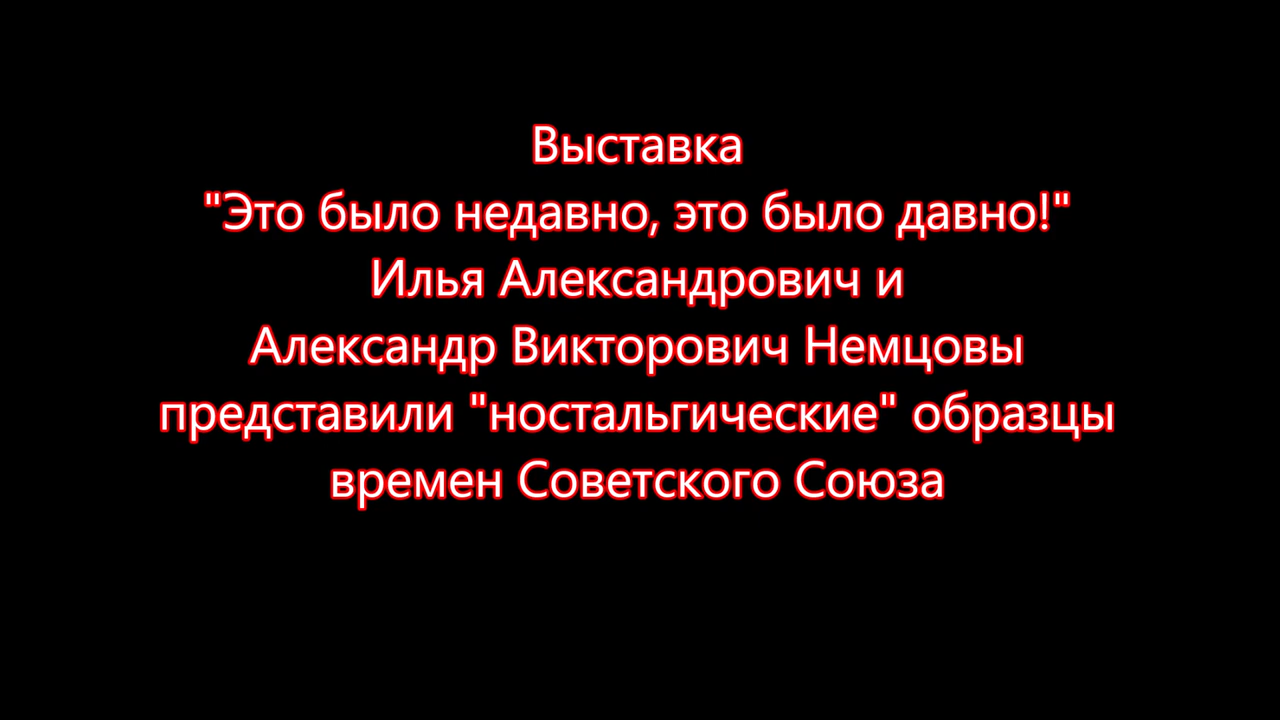 Выставка
"Это было недавно, это было давно!"
Илья Александрович и
Александр Викторович Немцовы
представили "ностальгические" образцы
времен Советского Союза